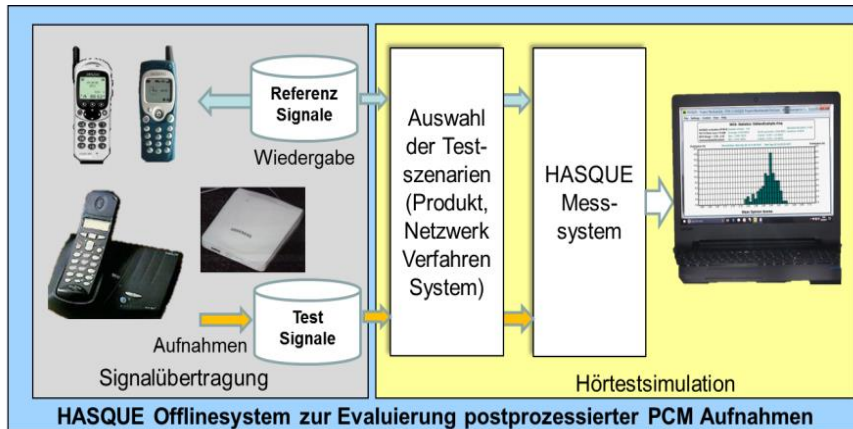 Referenz
Signale
Wiedergabe
Aufnahmen
Test
Signale
Signalübertragung
Auswahl
der Test-
szenarien
(Produkt,
Netzwerk
Verfahren
System)
HASQUE
Mess-
system
Hörtestsimulation
HASQUE Offlinesystem zur Evaluierung postprozessierter PCM Aufnahmen